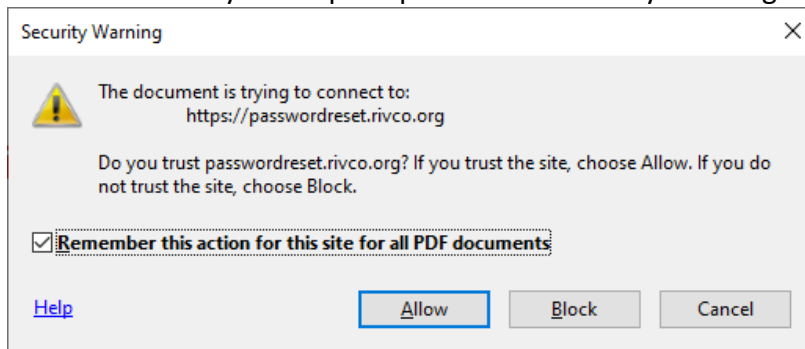 Security Warning
The document is trying to connect to:
https://passwordreset.rivco.org
Do you trust passwordreset.rivco.org? If you trust the site, choose Allow. If you do
not trust the site, choose Block.
Remember this action for this site for all PDF documents
Help Allow Block Cancel